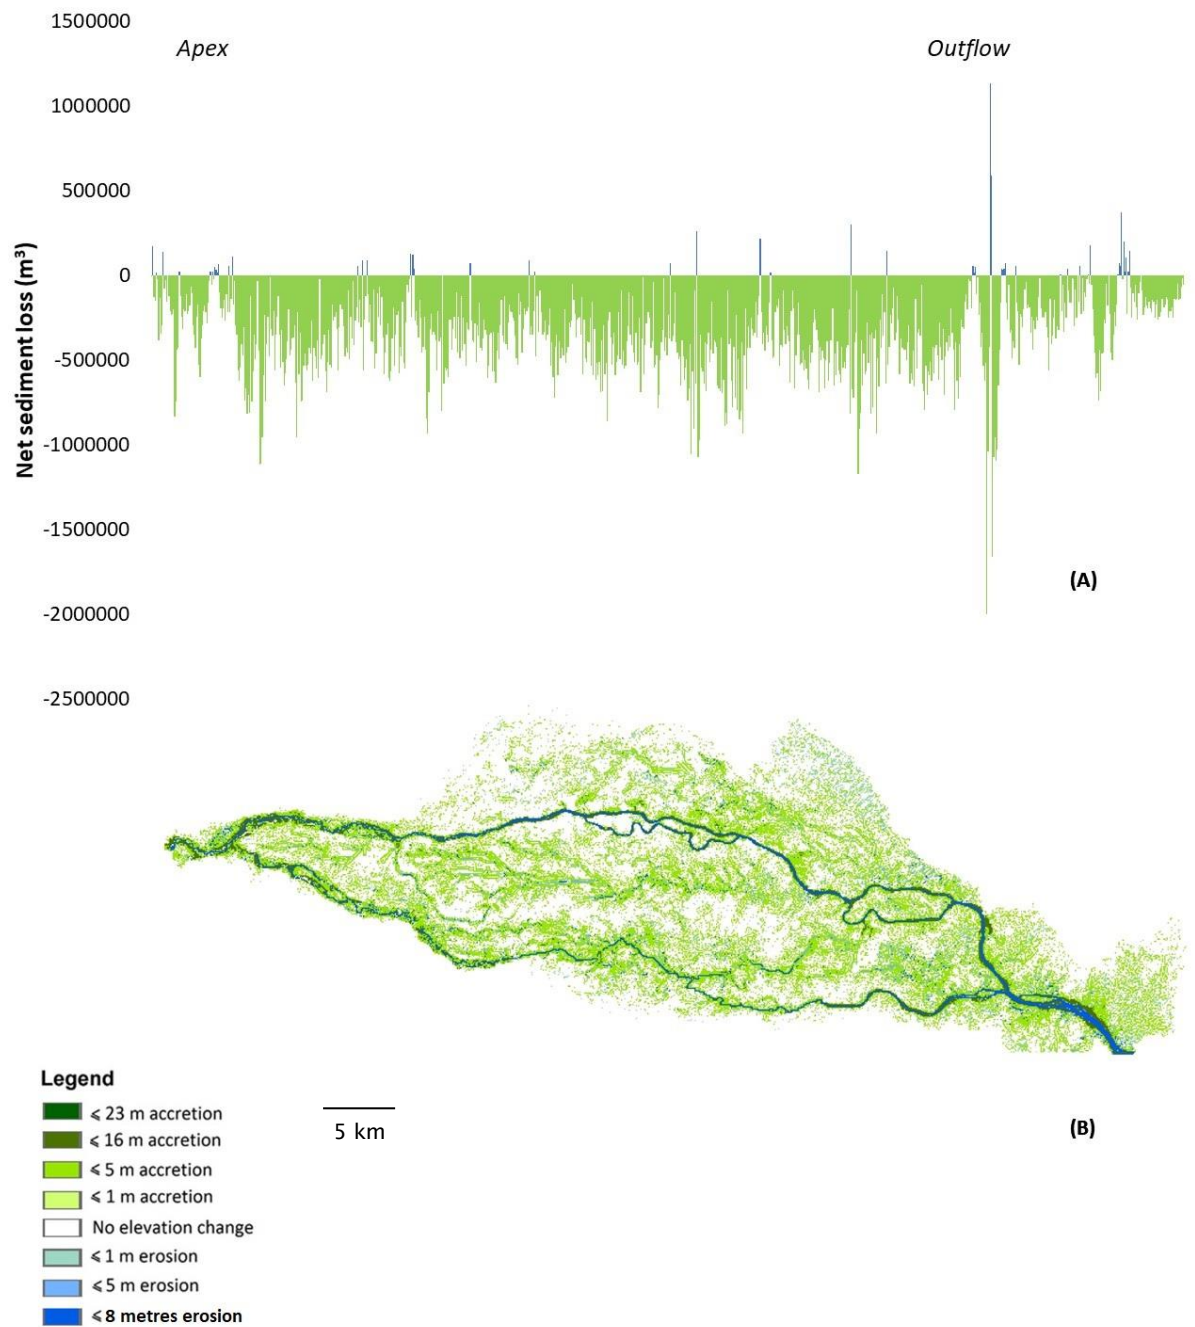 1500000
Apex
Outflow
1000000
500000
Net sediment loss (m³)
0
-500000
-1000000
-1500000
(A)
-2000000
-2500000
Legend
⩽ 23 m accretion
⩽ 16 m accretion
⩽ 5 m accretion
⩽ 1 m accretion
No elevation change
⩽ 1 m erosion
⩽ 5 m erosion
⩽ 8 metres erosion
5 km
(B)